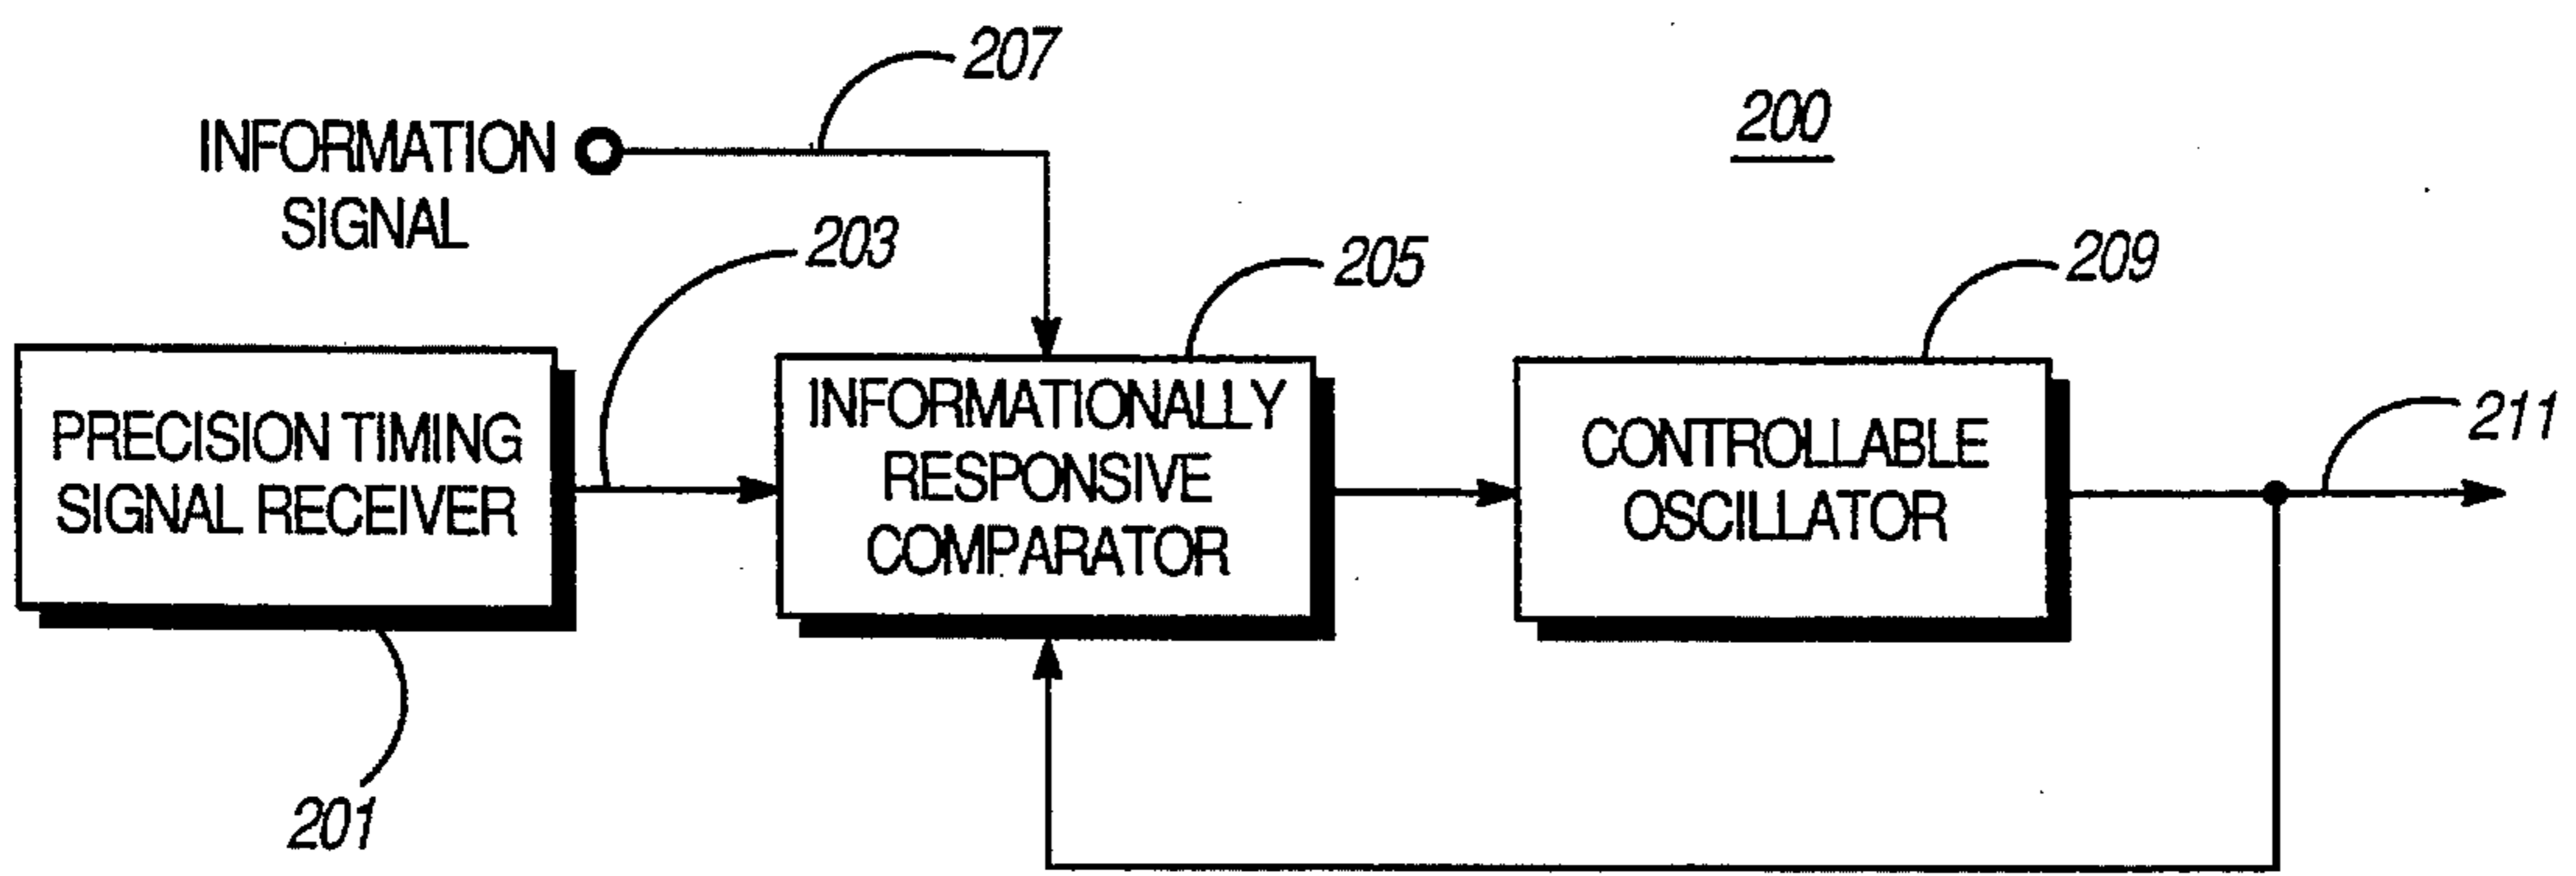 207
200
INFORMATION
SIGNAL
203
205
209
211
PRECISION TIMING
SIGNAL RECEIVER
INFORMATIONALLY
RESPONSIVE
COMPARATOR
CONTROLLABLE
OSCILLATOR
201